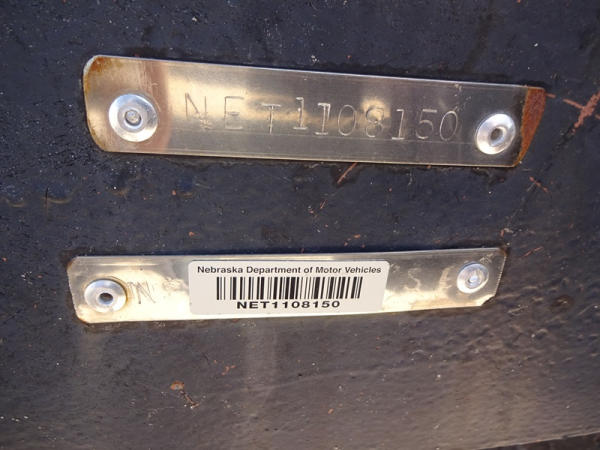 NET1108150
Nebraska Department of Motor Vehicles
NET1108150